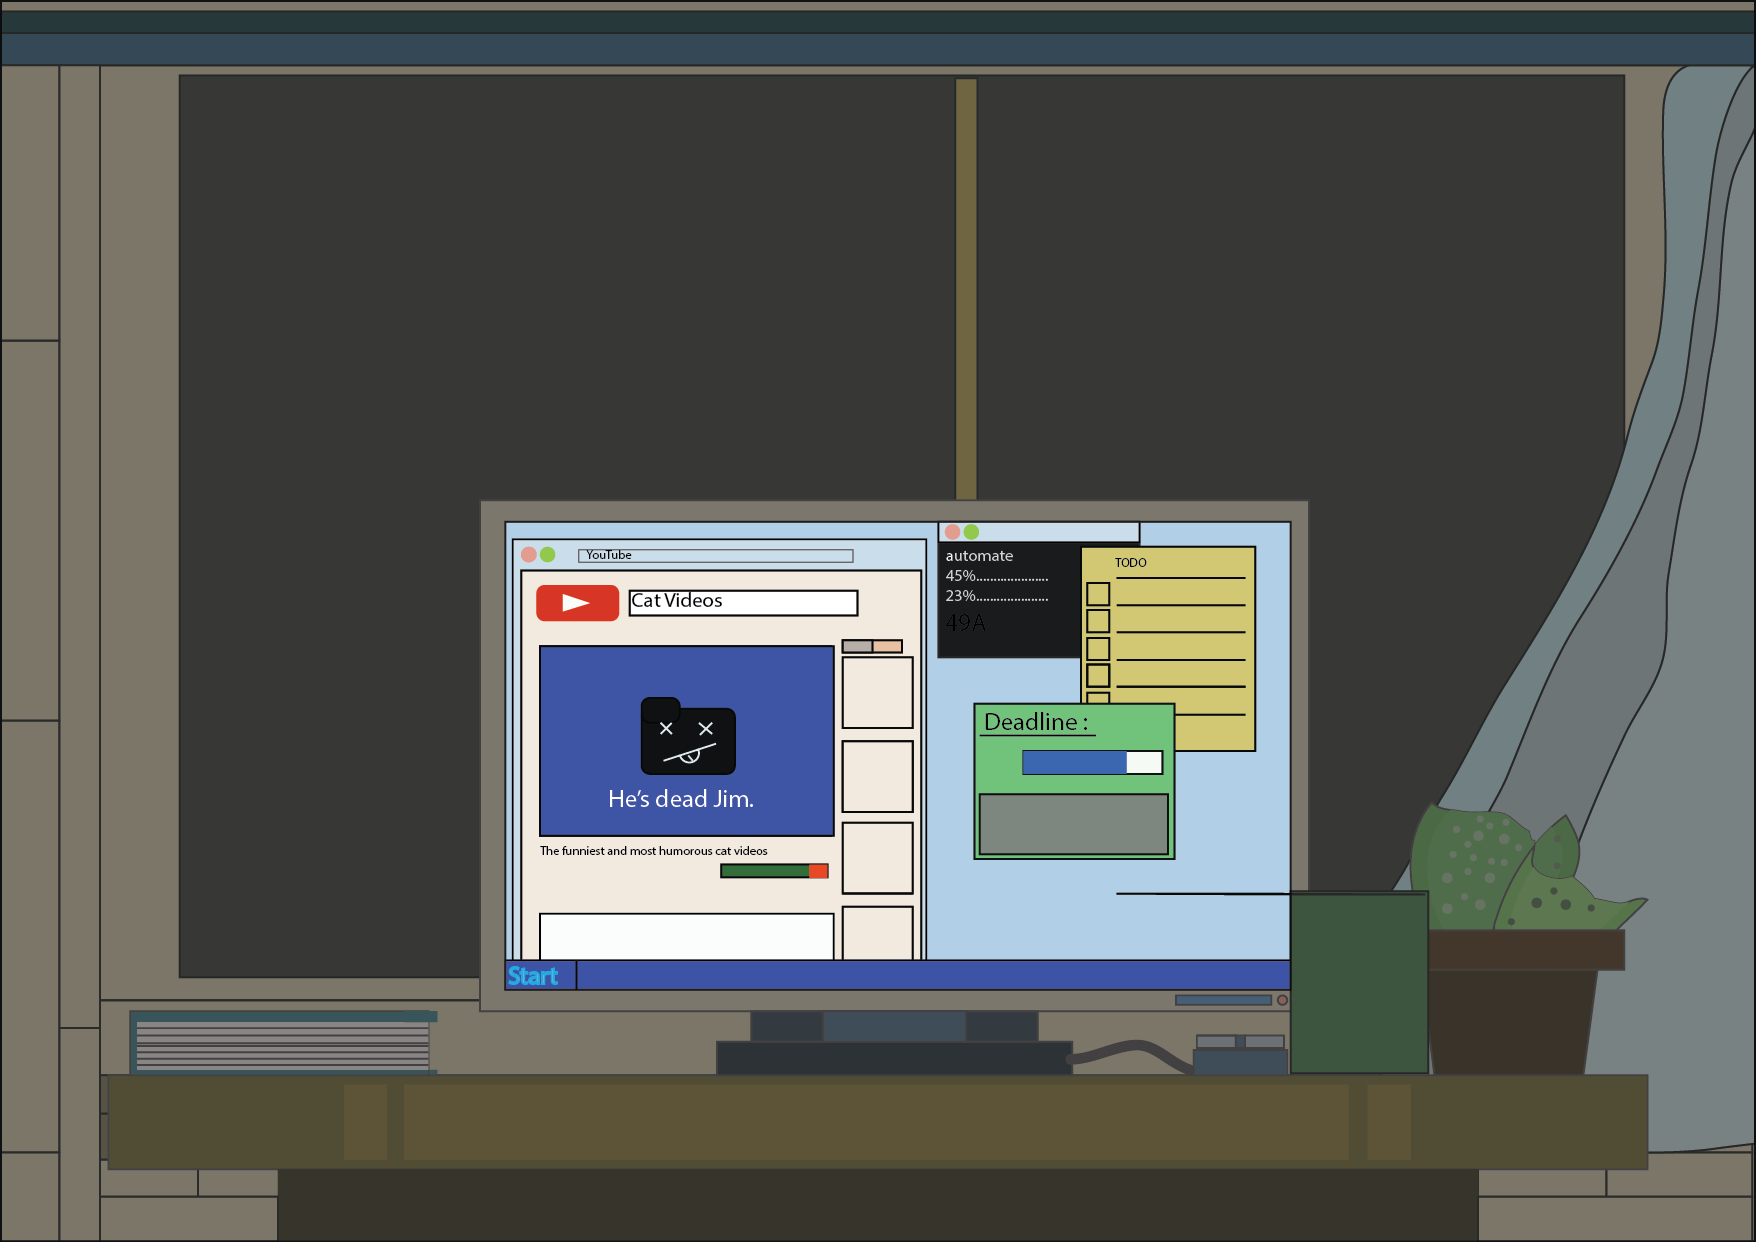 YouTube
Cat Videos
He's dead Jim.
The funniest and most humorous cat videos
automate
45%.....................
23%.....................
49A
TODO
Deadline :
Start